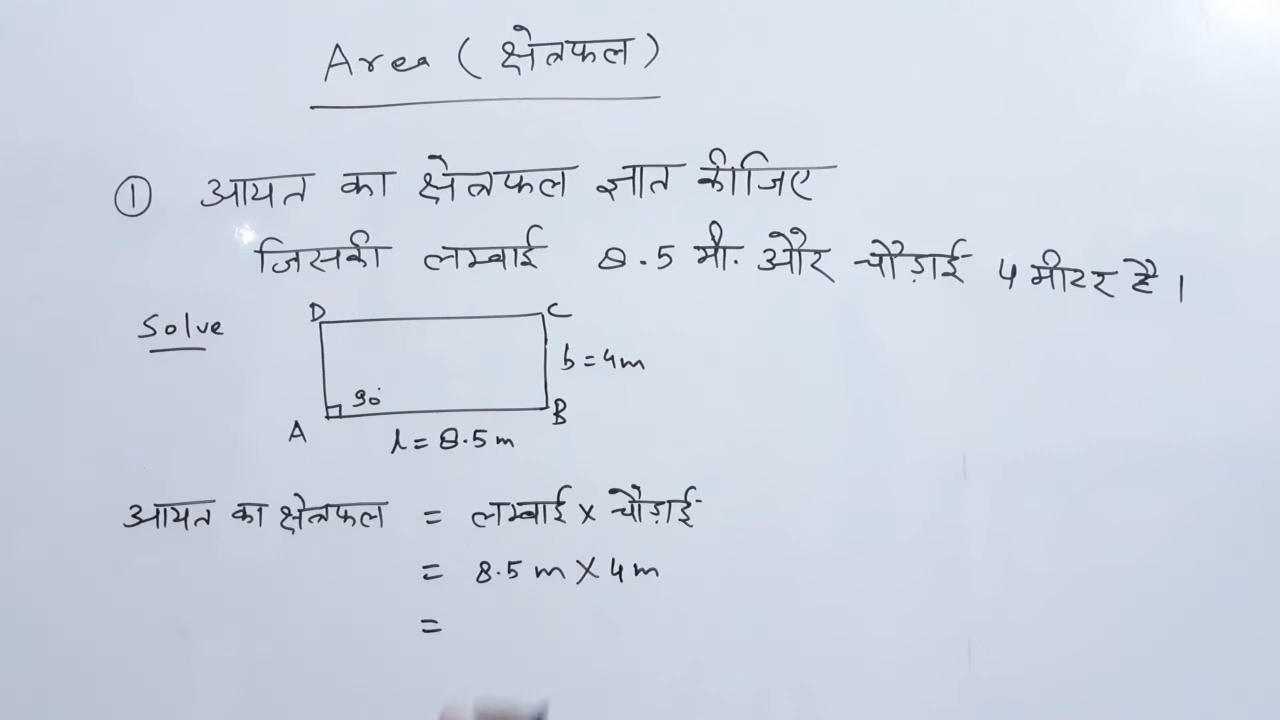 Area (क्षेत्रफल)
① आयत का क्षेत्रफल ज्ञात कीजिए
जिसकी लम्बाई 8.5 मी. और चौड़ाई 4 मीटर है।
Solve
D C
b = 4m
90°
A B
l = 8.5 m
आयत का क्षेत्रफल = लम्बाई × चौड़ाई
= 8.5 m × 4 m
=